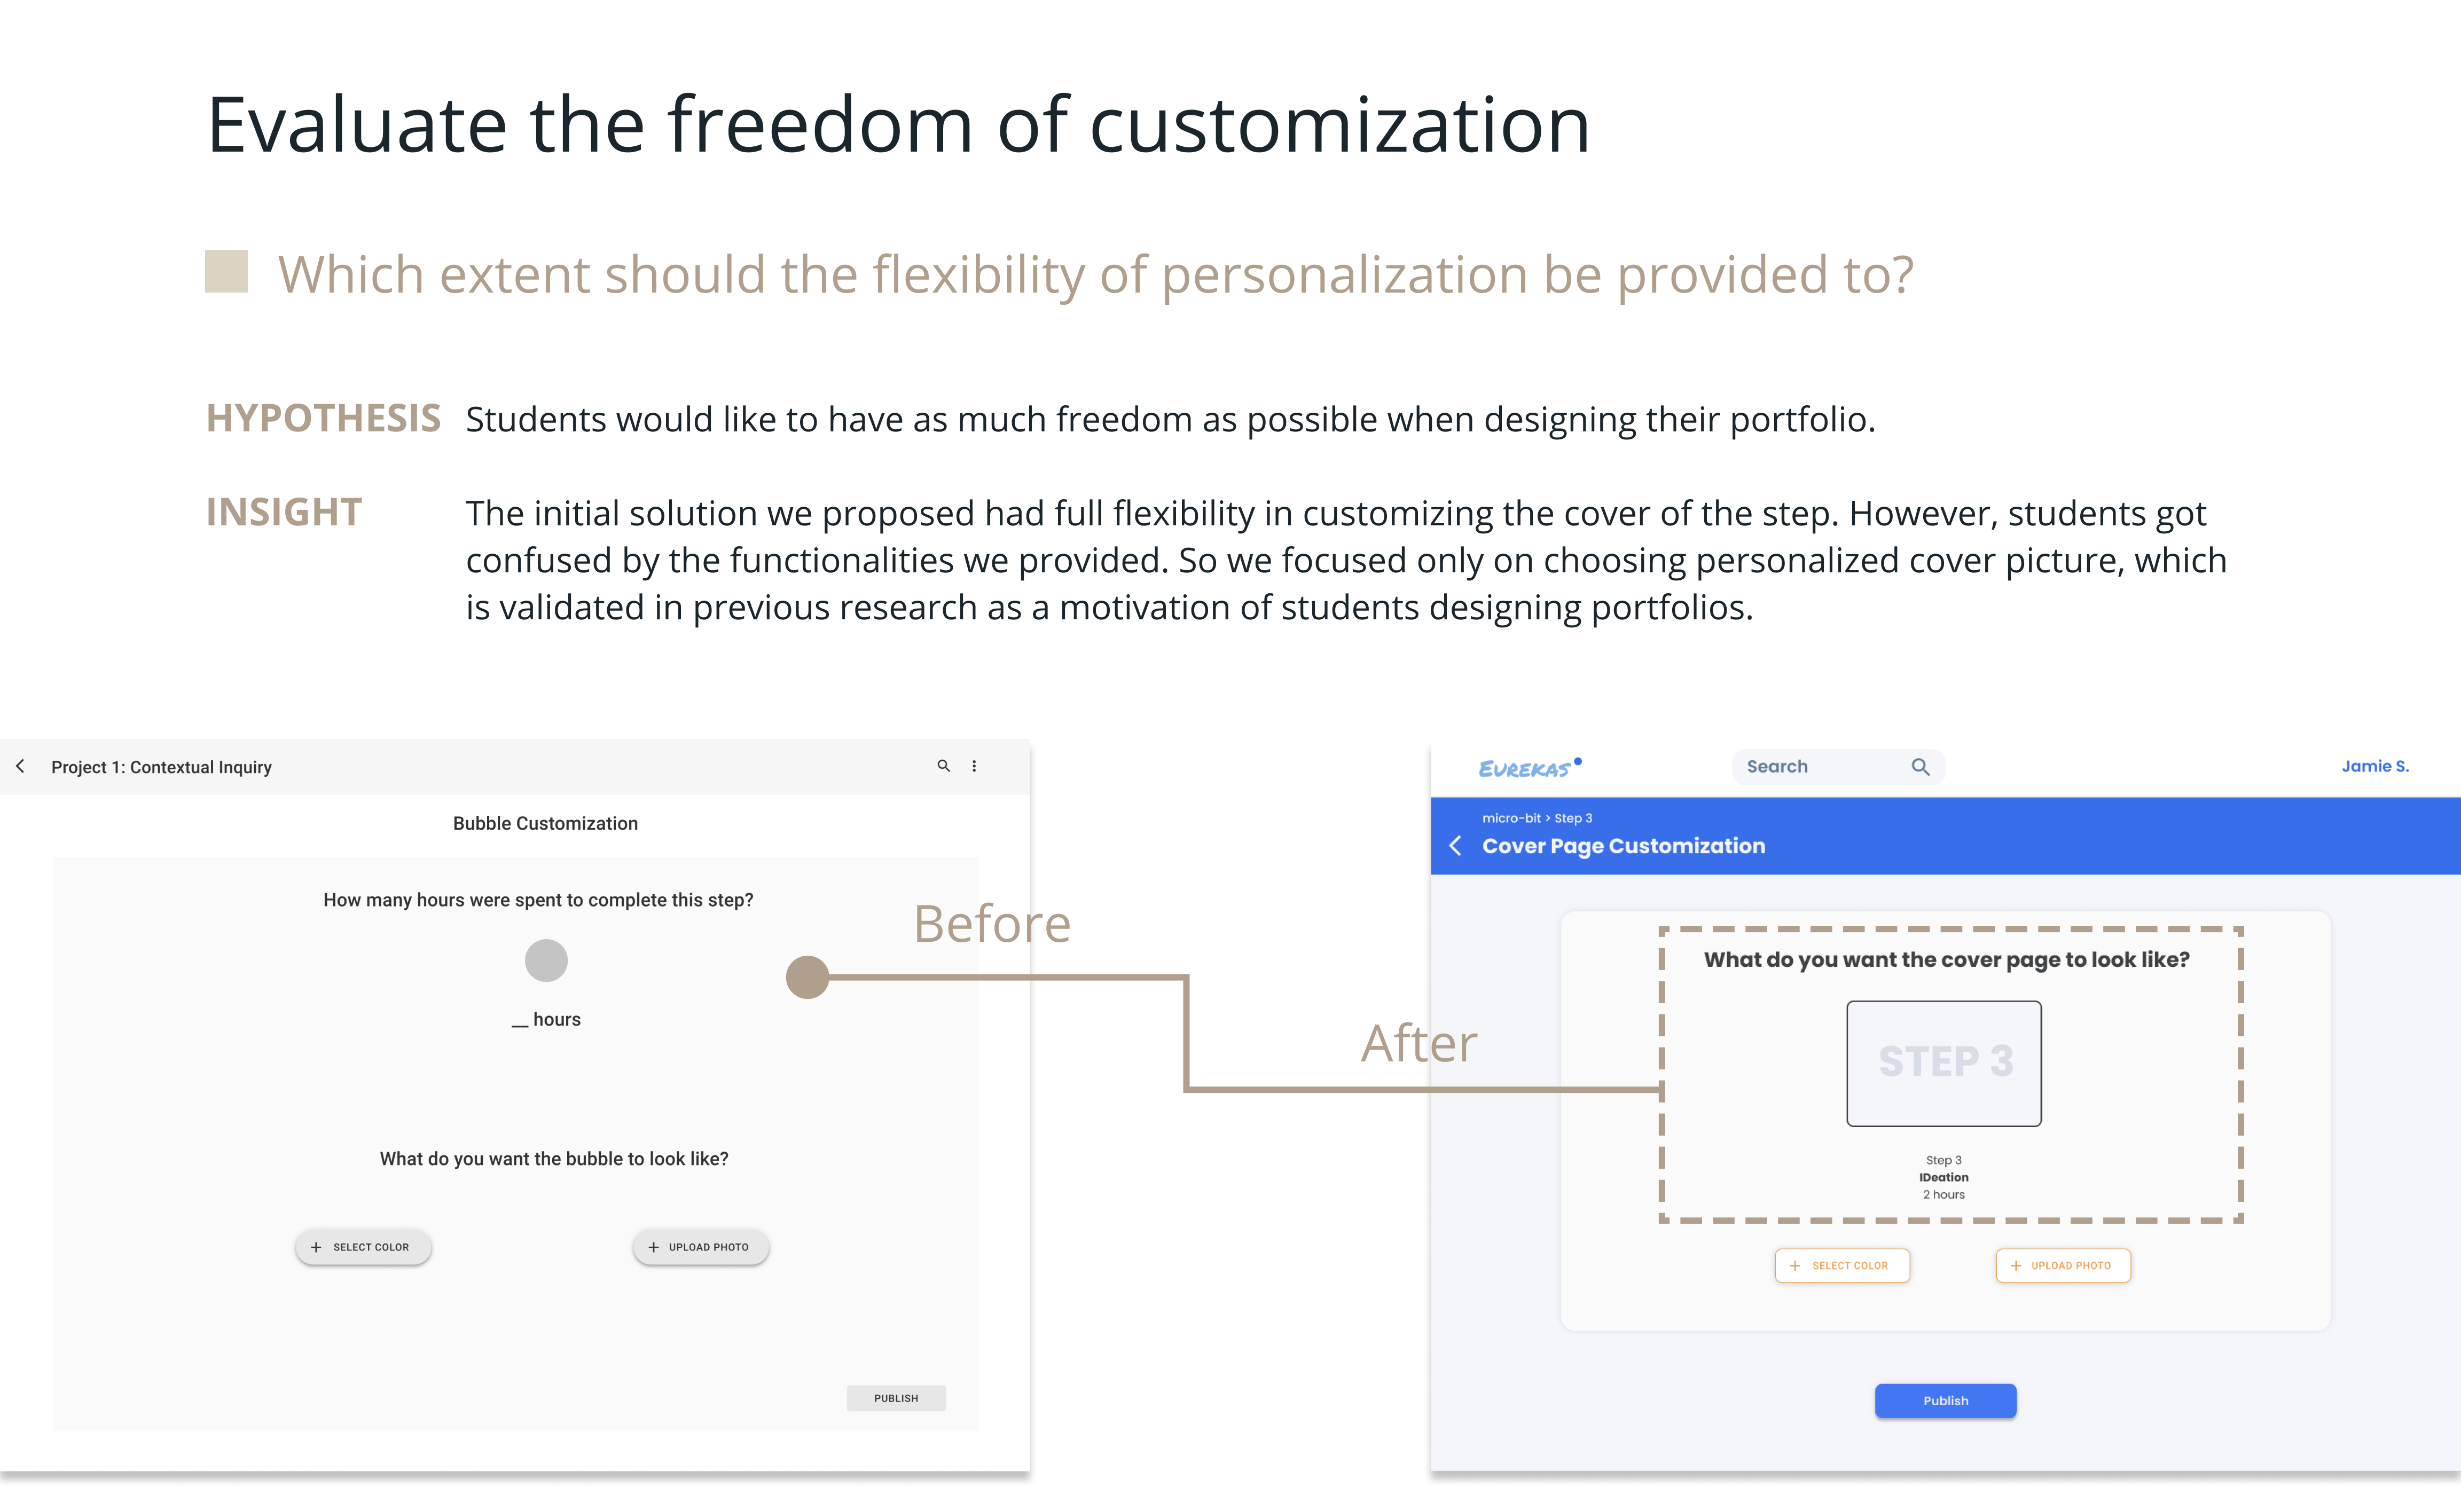 Evaluate the freedom of customization
Which extent should the flexibility of personalization be provided to?
HYPOTHESIS Students would like to have as much freedom as possible when designing their portfolio.
INSIGHT The initial solution we proposed had full flexibility in customizing the cover of the step. However, students got
confused by the functionalities we provided. So we focused only on choosing personalized cover picture, which
is validated in previous research as a motivation of students designing portfolios.
Project 1: Contextual Inquiry
Bubble Customization
How many hours were spent to complete this step?
__ hours
What do you want the bubble to look like?
+ SELECT COLOR
+ UPLOAD PHOTO
PUBLISH
Before
After
EUREKAS
Search
Jamie S.
micro-bit > Step 3
Cover Page Customization
What do you want the cover page to look like?
STEP 3
Step 3
IDeation
2 hours
+ SELECT COLOR
+ UPLOAD PHOTO
Publish